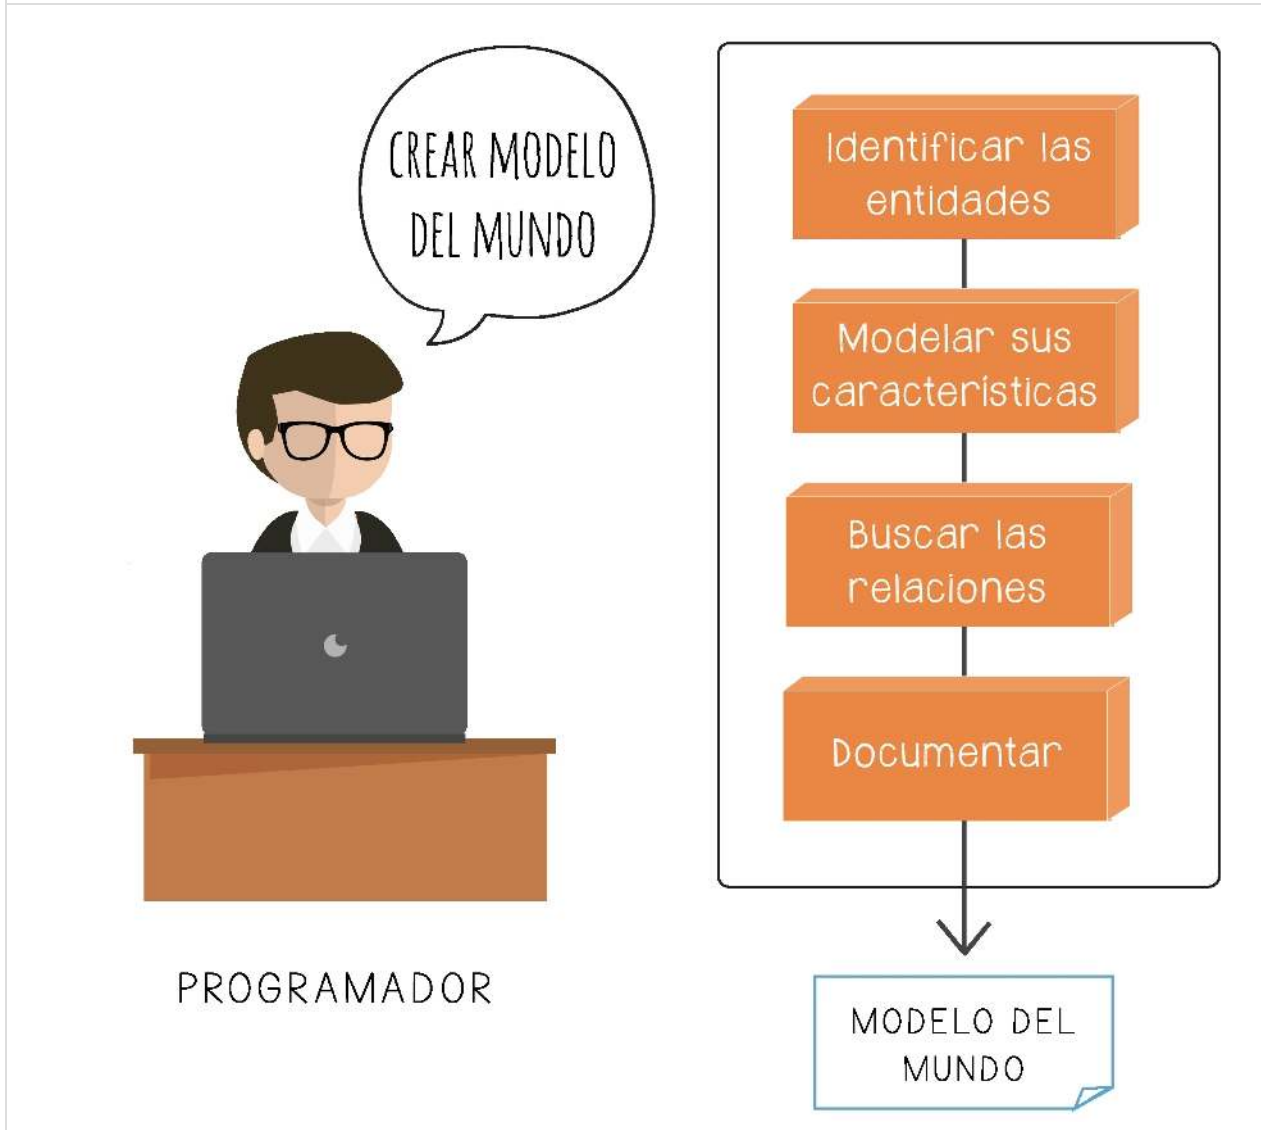 CREAR MODELO
DEL MUNDO
Identificar las
entidades
Modelar sus
características
Buscar las
relaciones
Documentar
PROGRAMADOR
MODELO DEL
MUNDO